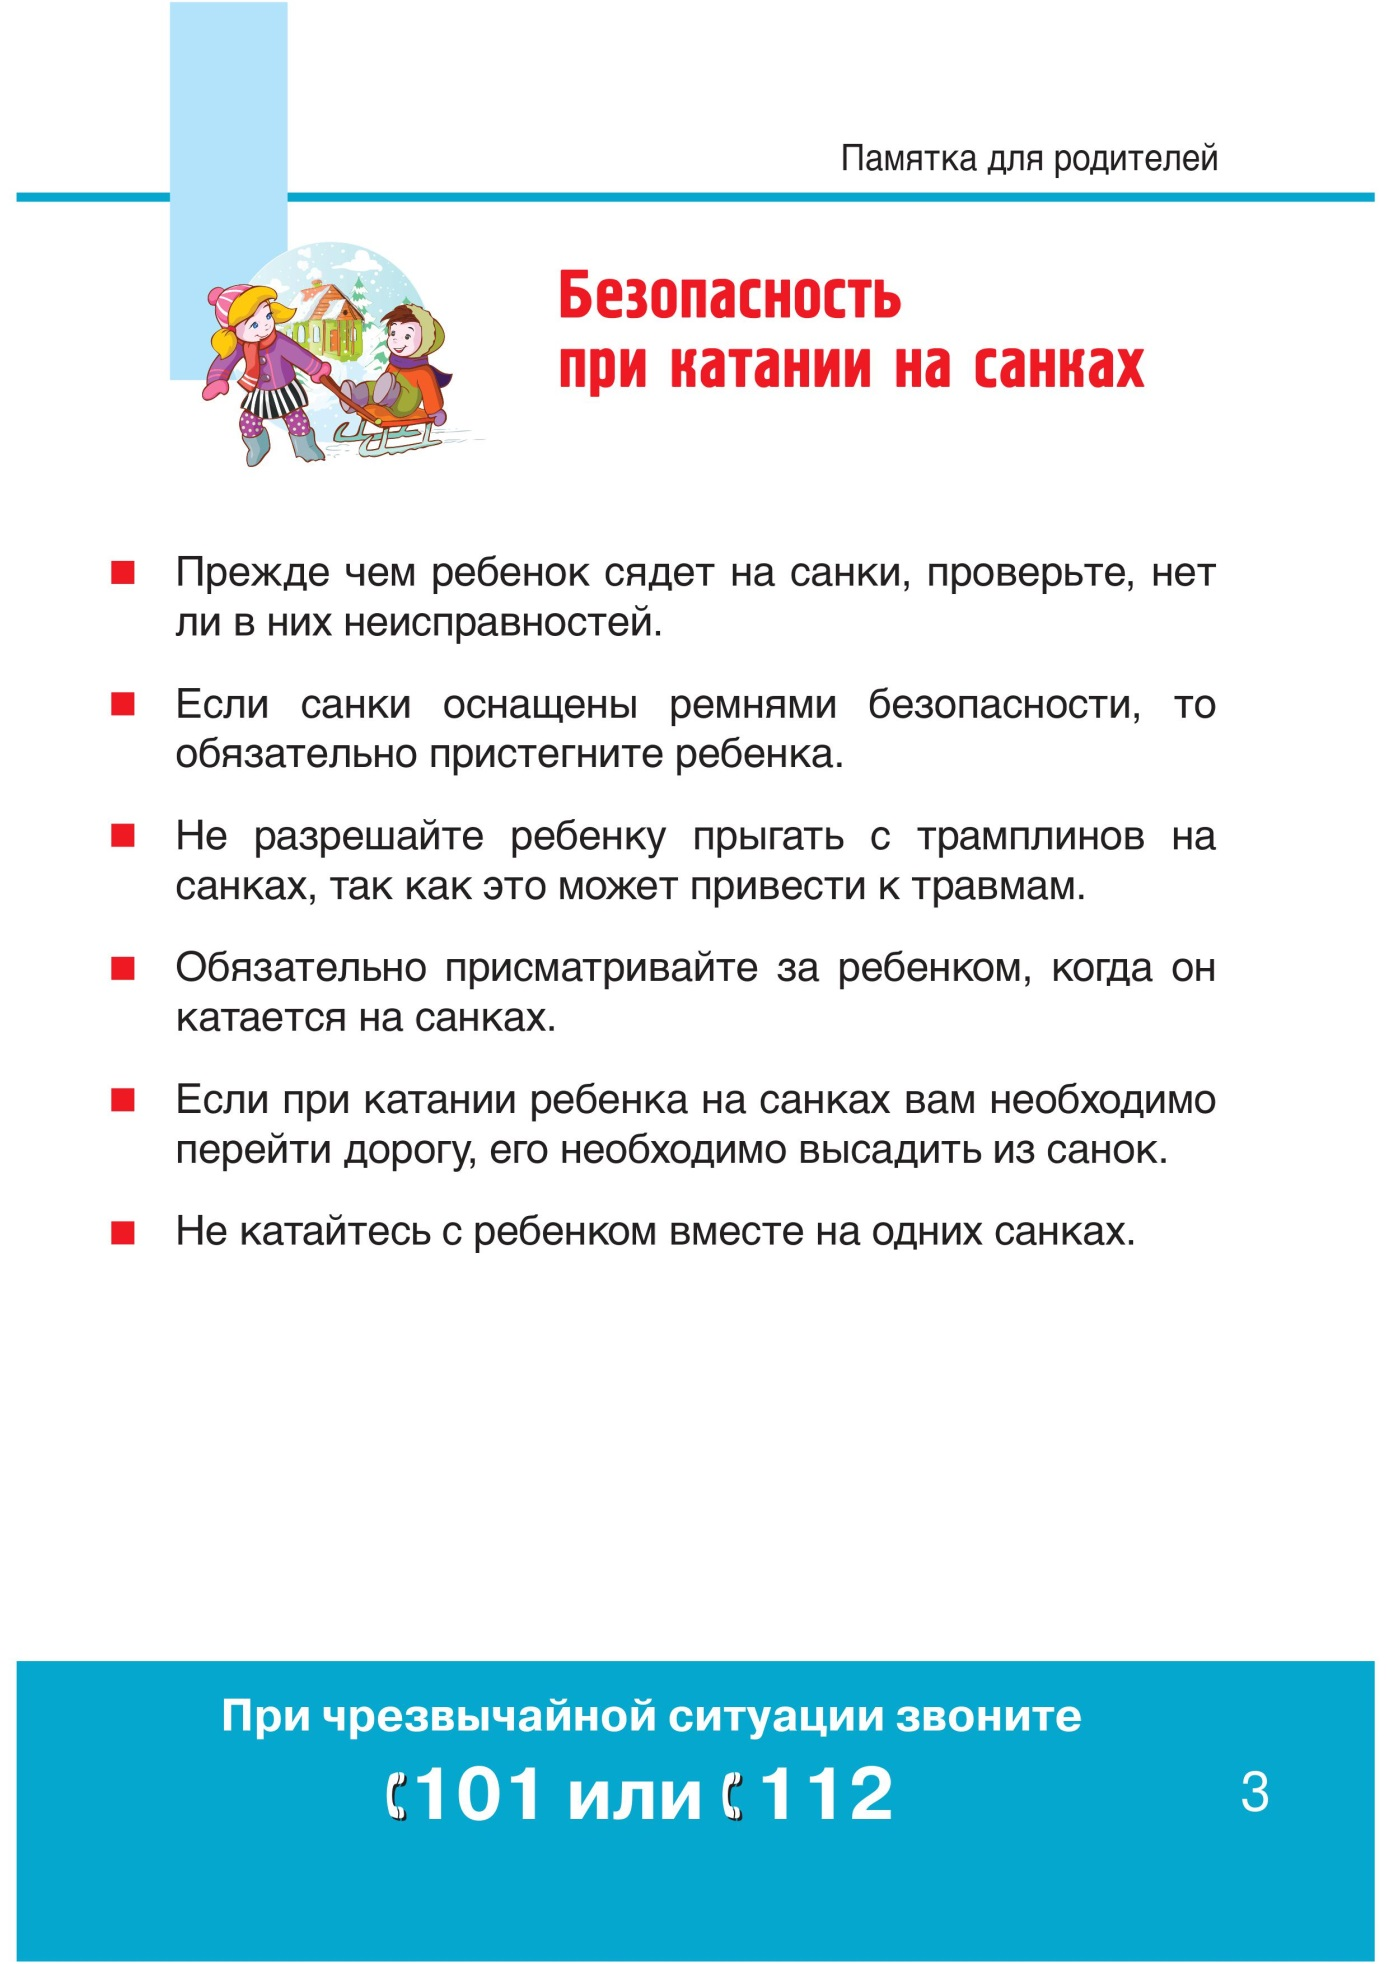 Памятка для родителей
Безопасность
при катании на санках
Прежде чем ребенок сядет на санки, проверьте, нет
ли в них неисправностей.
Если санки оснащены ремнями безопасности, то
обязательно пристегните ребенка.
Не разрешайте ребенку прыгать с трамплинов на
санках, так как это может привести к травмам.
Обязательно присматривайте за ребенком, когда он
катается на санках.
Если при катании ребенка на санках вам необходимо
перейти дорогу, его необходимо высадить из санок.
Не катайтесь с ребенком вместе на одних санках.
При чрезвычайной ситуации звоните
101 или 112
3